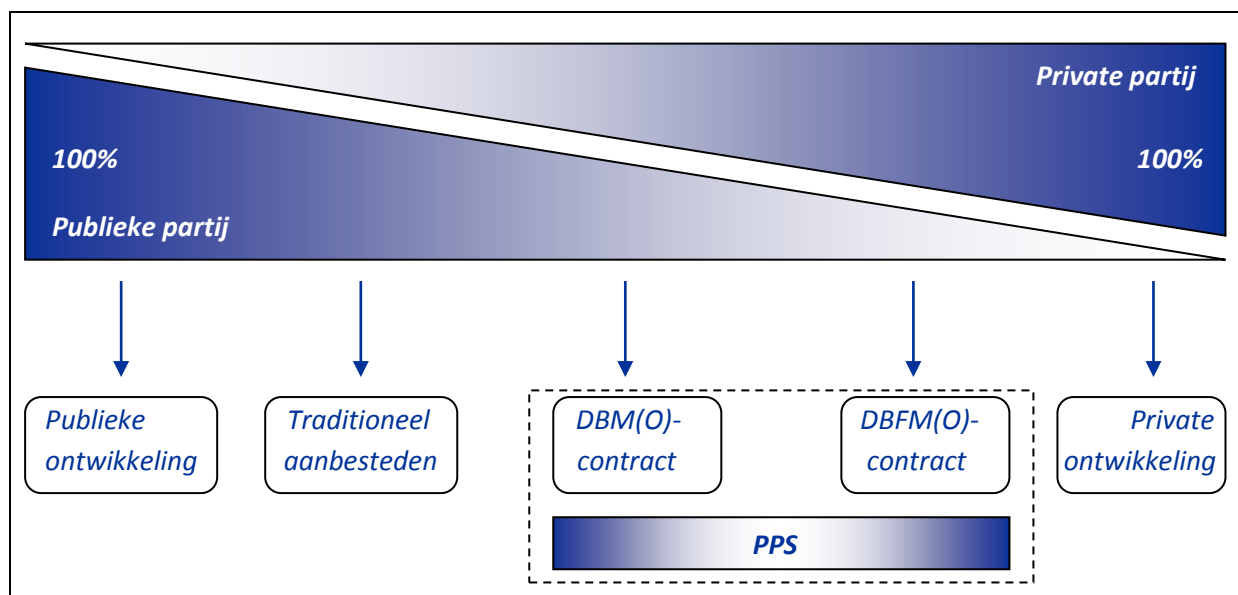 Private partij
100%
100%
Publieke partij
Publieke
ontwikkeling
Traditioneel
aanbesteden
DBM(O)-
contract
DBFM(O)-
contract
Private
ontwikkeling
PPS